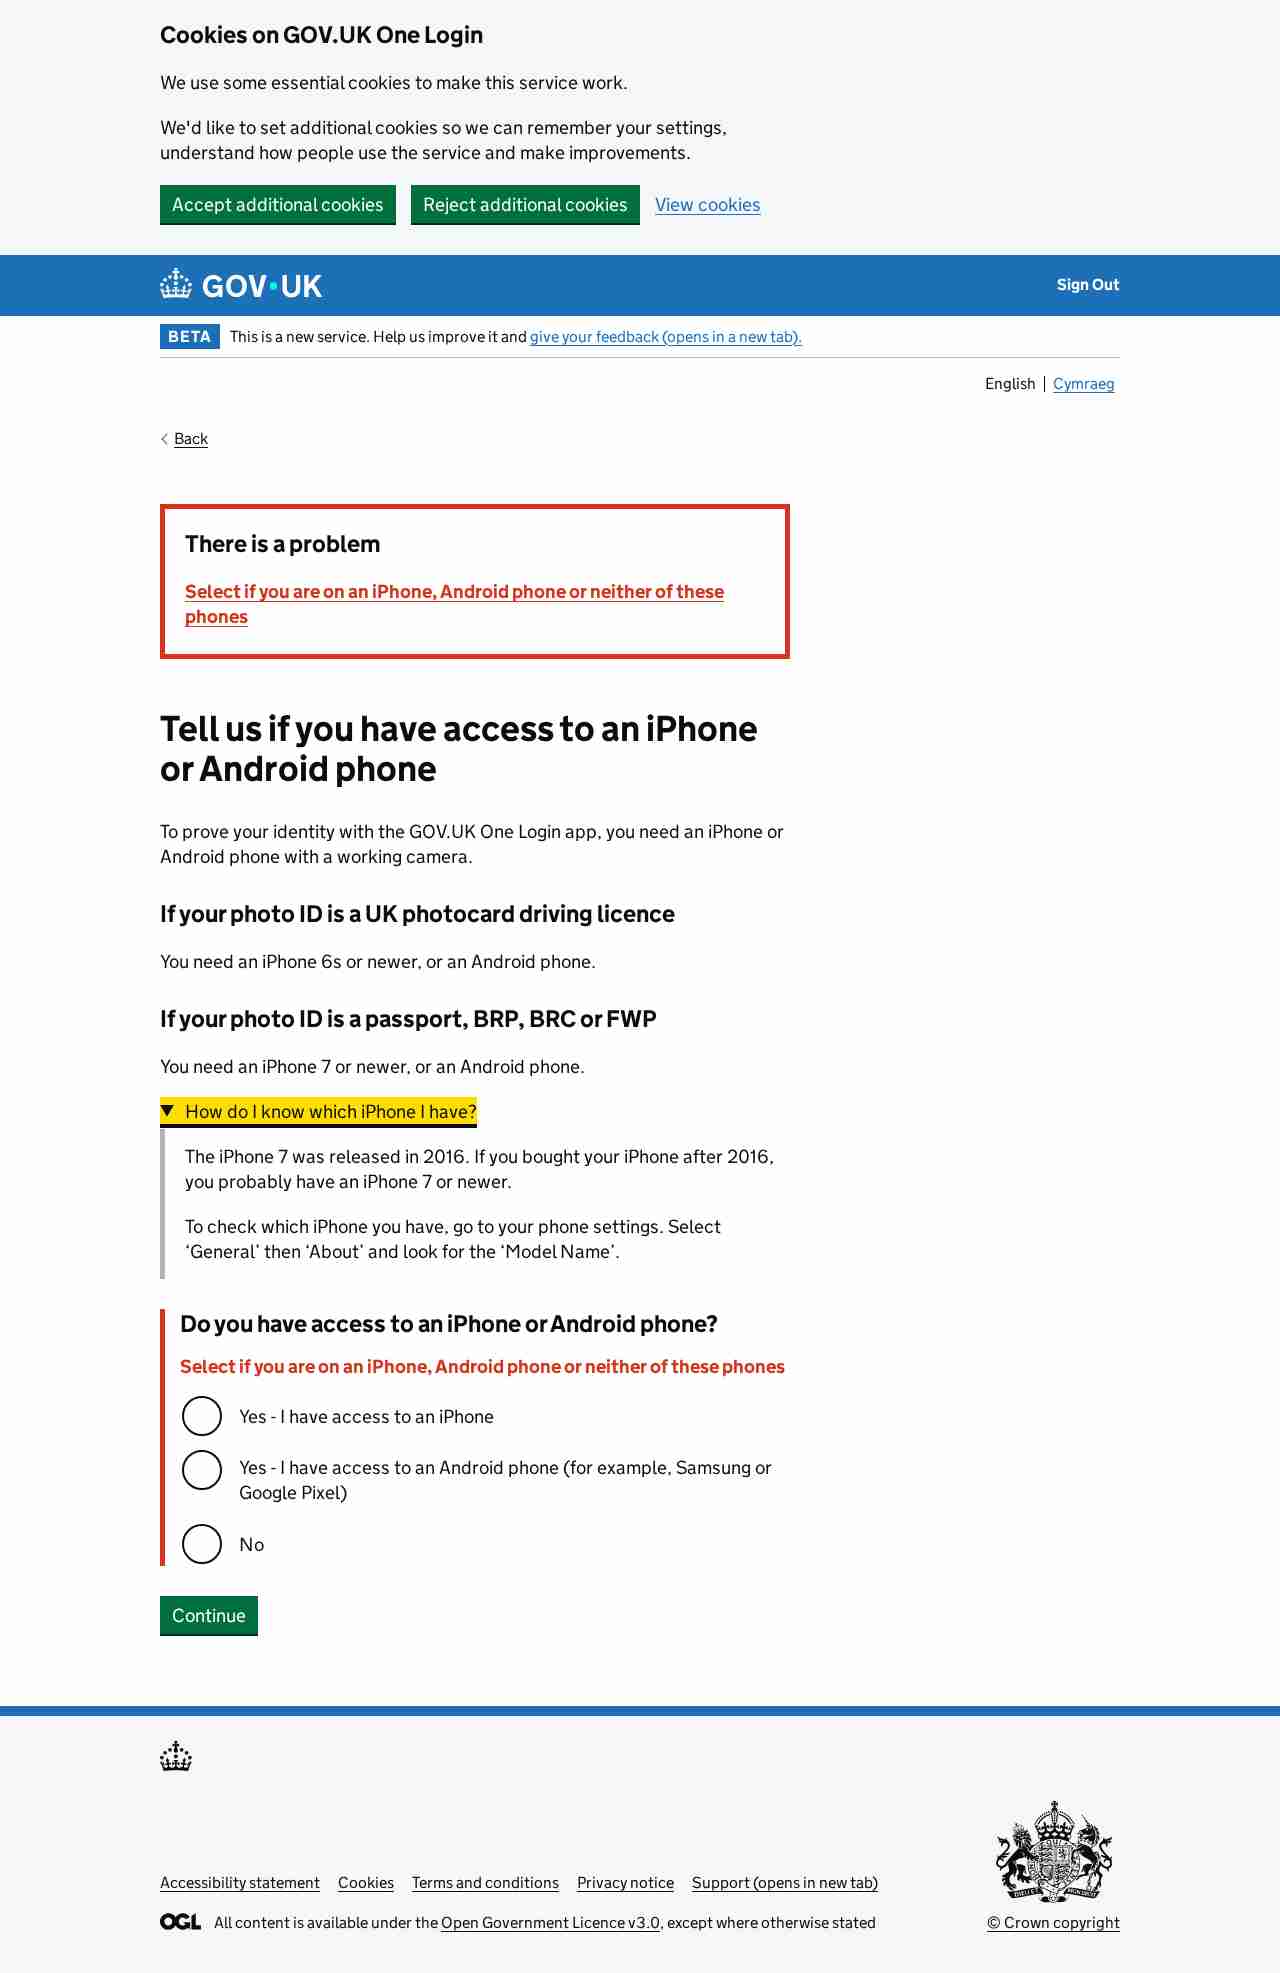 Cookies on GOV.UK One Login
We use some essential cookies to make this service work.
We'd like to set additional cookies so we can remember your settings,
understand how people use the service and make improvements.
Accept additional cookies
Reject additional cookies
View cookies
GOV·UK
Sign Out
BETA
This is a new service. Help us improve it and give your feedback (opens in a new tab).
English
Cymraeg
Back
There is a problem
Select if you are on an iPhone, Android phone or neither of these
phones
Tell us if you have access to an iPhone
or Android phone
To prove your identity with the GOV.UK One Login app, you need an iPhone or
Android phone with a working camera.
If your photo ID is a UK photocard driving licence
You need an iPhone 6s or newer, or an Android phone.
If your photo ID is a passport, BRP, BRC or FWP
You need an iPhone 7 or newer, or an Android phone.
How do I know which iPhone I have?
The iPhone 7 was released in 2016. If you bought your iPhone after 2016,
you probably have an iPhone 7 or newer.
To check which iPhone you have, go to your phone settings. Select
‘General’ then ‘About’ and look for the ‘Model Name’.
Do you have access to an iPhone or Android phone?
Select if you are on an iPhone, Android phone or neither of these phones
Yes - I have access to an iPhone
Yes - I have access to an Android phone (for example, Samsung or
Google Pixel)
No
Continue
Accessibility statement
Cookies
Terms and conditions
Privacy notice
Support (opens in new tab)
OGL
All content is available under the Open Government Licence v3.0, except where otherwise stated
© Crown copyright